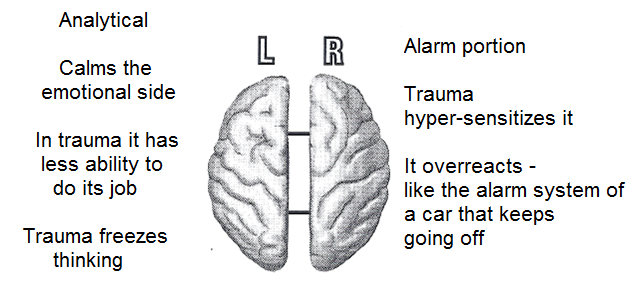 Analytical
Calms the
emotional side
In trauma it has
less ability to
do its job
Trauma freezes
thinking
L R
Alarm portion
Trauma
hyper-sensitizes it
It overreacts -
like the alarm system of
a car that keeps
going off